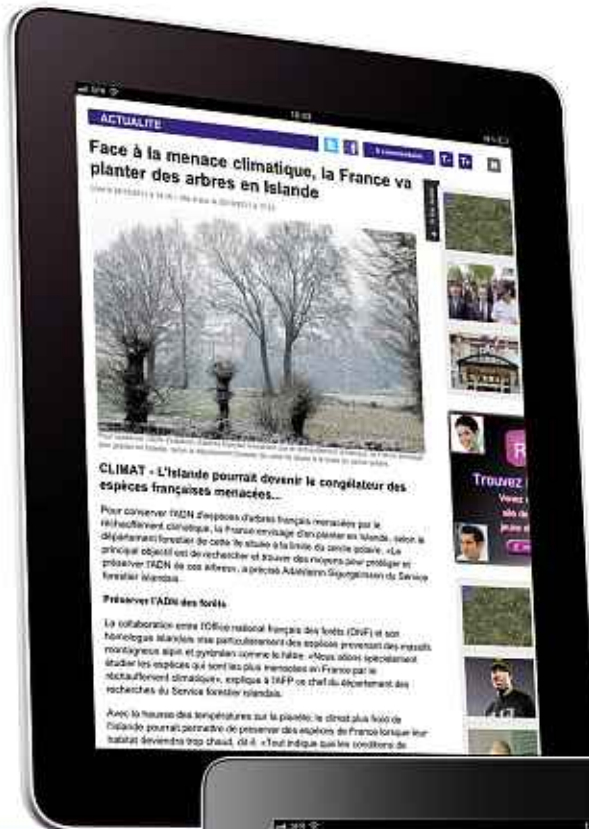 ACTUALITE
Face à la menace climatique, la France va
planter des arbres en Islande
CLIMAT - L'Islande pourrait devenir le congélateur des
espèces françaises menacées...
Pour conserver l'ADN d'espèces d'arbres français menacées par le
réchauffement climatique, la France envisage d'en planter en Islande, selon le
département forestier de cette île située à la limite du cercle polaire. «Le
principal objectif est de rechercher et trouver des moyens pour protéger et
préserver l'ADN de ces arbres», a précisé Adalsteinn Sigurgeirsson du Service
forestier islandais.
Préserver l'ADN des forêts
La collaboration entre l'Office national français des forêts (ONF) et son
homologue islandais vise particulièrement des espèces provenant des massifs
montagneux alpin et pyrénéen comme le hêtre. «Nous allons spécialement
étudier les espèces qui sont les plus menacées en France par le
réchauffement climatique», explique à l'AFP ce chef du département des
recherches du Service forestier islandais.
Avec la hausse des températures sur la planète, le climat plus froid de
l'Islande pourrait permettre de préserver des espèces de France lorsque leur
habitat deviendra trop chaud, dit-il. «Tout indique que les conditions de
T-
T+
R
Trouvez
Venez